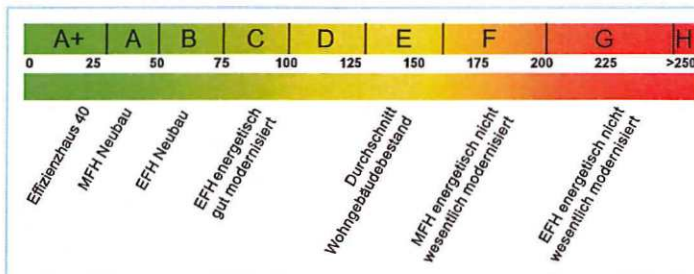 A+ A B C D E F G H
0 25 50 75 100 125 150 175 200 225 >250
Effizienzhaus 40
MFH Neubau
EFH Neubau
EFH energetisch
gut modernisiert
Durchschnitt
Wohngebäudebestand
MFH energetisch nicht
wesentlich modernisiert
EFH energetisch nicht
wesentlich modernisiert